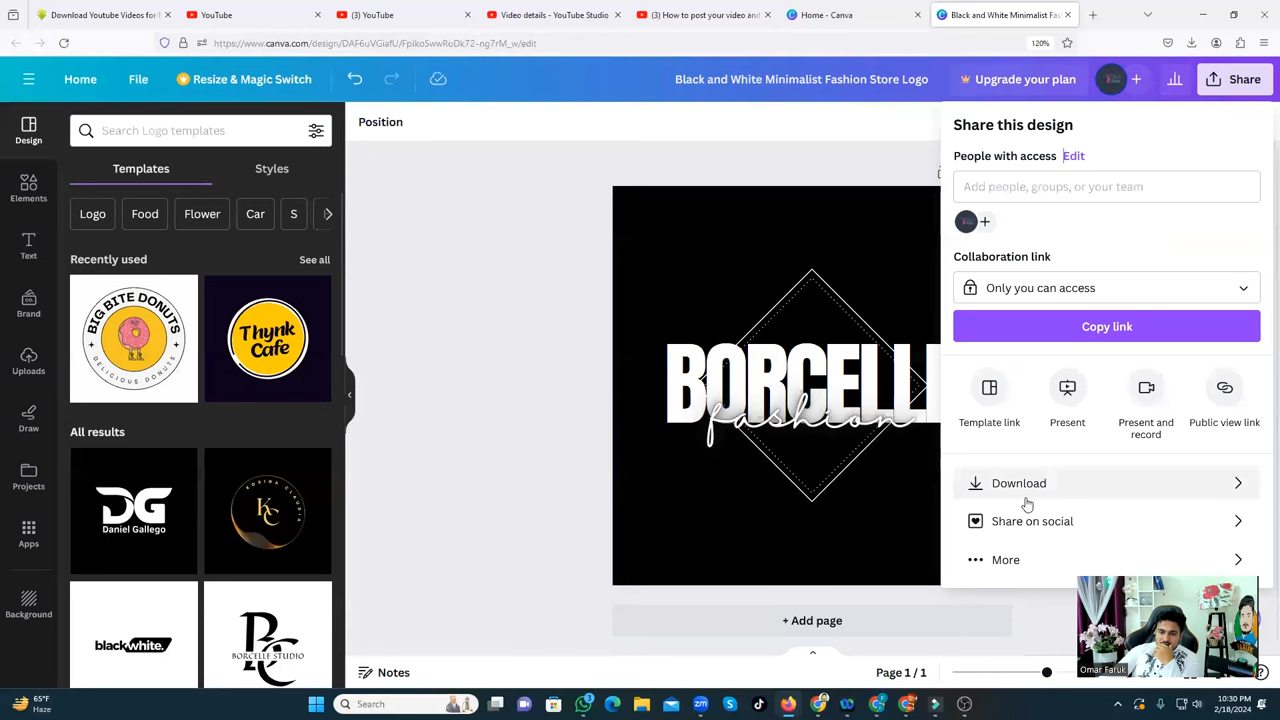 Download Youtube Videos for F
YouTube
(3) YouTube
Video details - YouTube Studio
(3) How to post your video and
Home - Canva
Black and White Minimalist Fas
https://www.canva.com/design/DAF6uVGiafU/FplkoSwwRoDk72-ng7rM_w/edit
120%
Home
File
Resize & Magic Switch
Black and White Minimalist Fashion Store Logo
Upgrade your plan
Share
Design
Elements
Text
Brand
Uploads
Draw
Projects
Apps
Background
Search Logo templates
Templates
Styles
Logo
Food
Flower
Car
S
Recently used
See all
BIG BITE DONUTS
DELICIOUS DONUTS
Thynk
Cafe
All results
DG
Daniel Gallego
KORINA CLAUDIA
KC
blackwhite.
BC
BORCELLE STUDIO
Position
BORCELL
fashion
+ Add page
Notes
Page 1 / 1
Share this design
People with access Edit
Add people, groups, or your team
Collaboration link
Only you can access
Copy link
Template link
Present
Present and
record
Public view link
Download
Share on social
More
Omar Faruk
65°F
Haze
Search
10:30 PM
2/18/2024